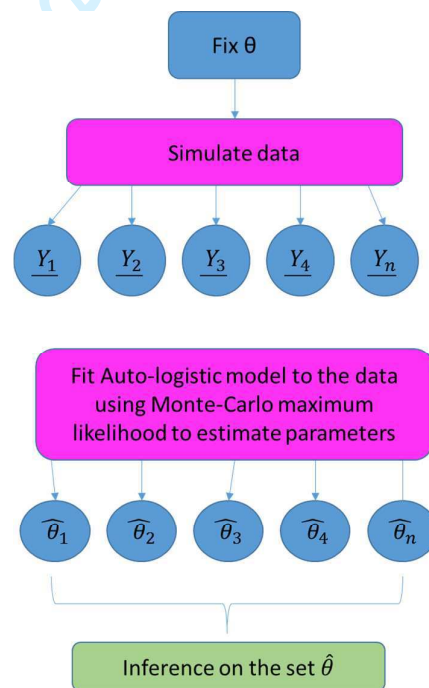 Fix θ
Simulate data
Y₁ Y₂ Y₃ Y₄ Yₙ
Fit Auto-logistic model to the data
using Monte-Carlo maximum
likelihood to estimate parameters
θ̂₁ θ̂₂ θ̂₃ θ̂₄ θ̂ₙ
Inference on the set θ̂